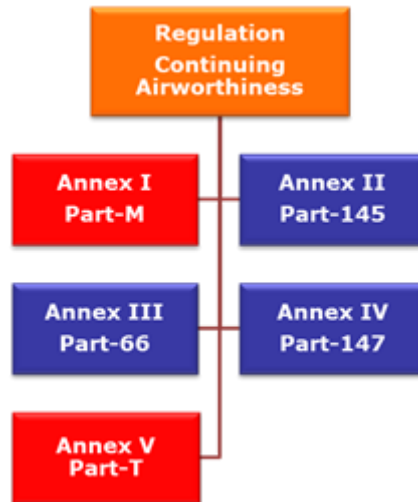 Regulation
Continuing
Airworthiness
Annex I
Part-M
Annex II
Part-145
Annex III
Part-66
Annex IV
Part-147
Annex V
Part-T